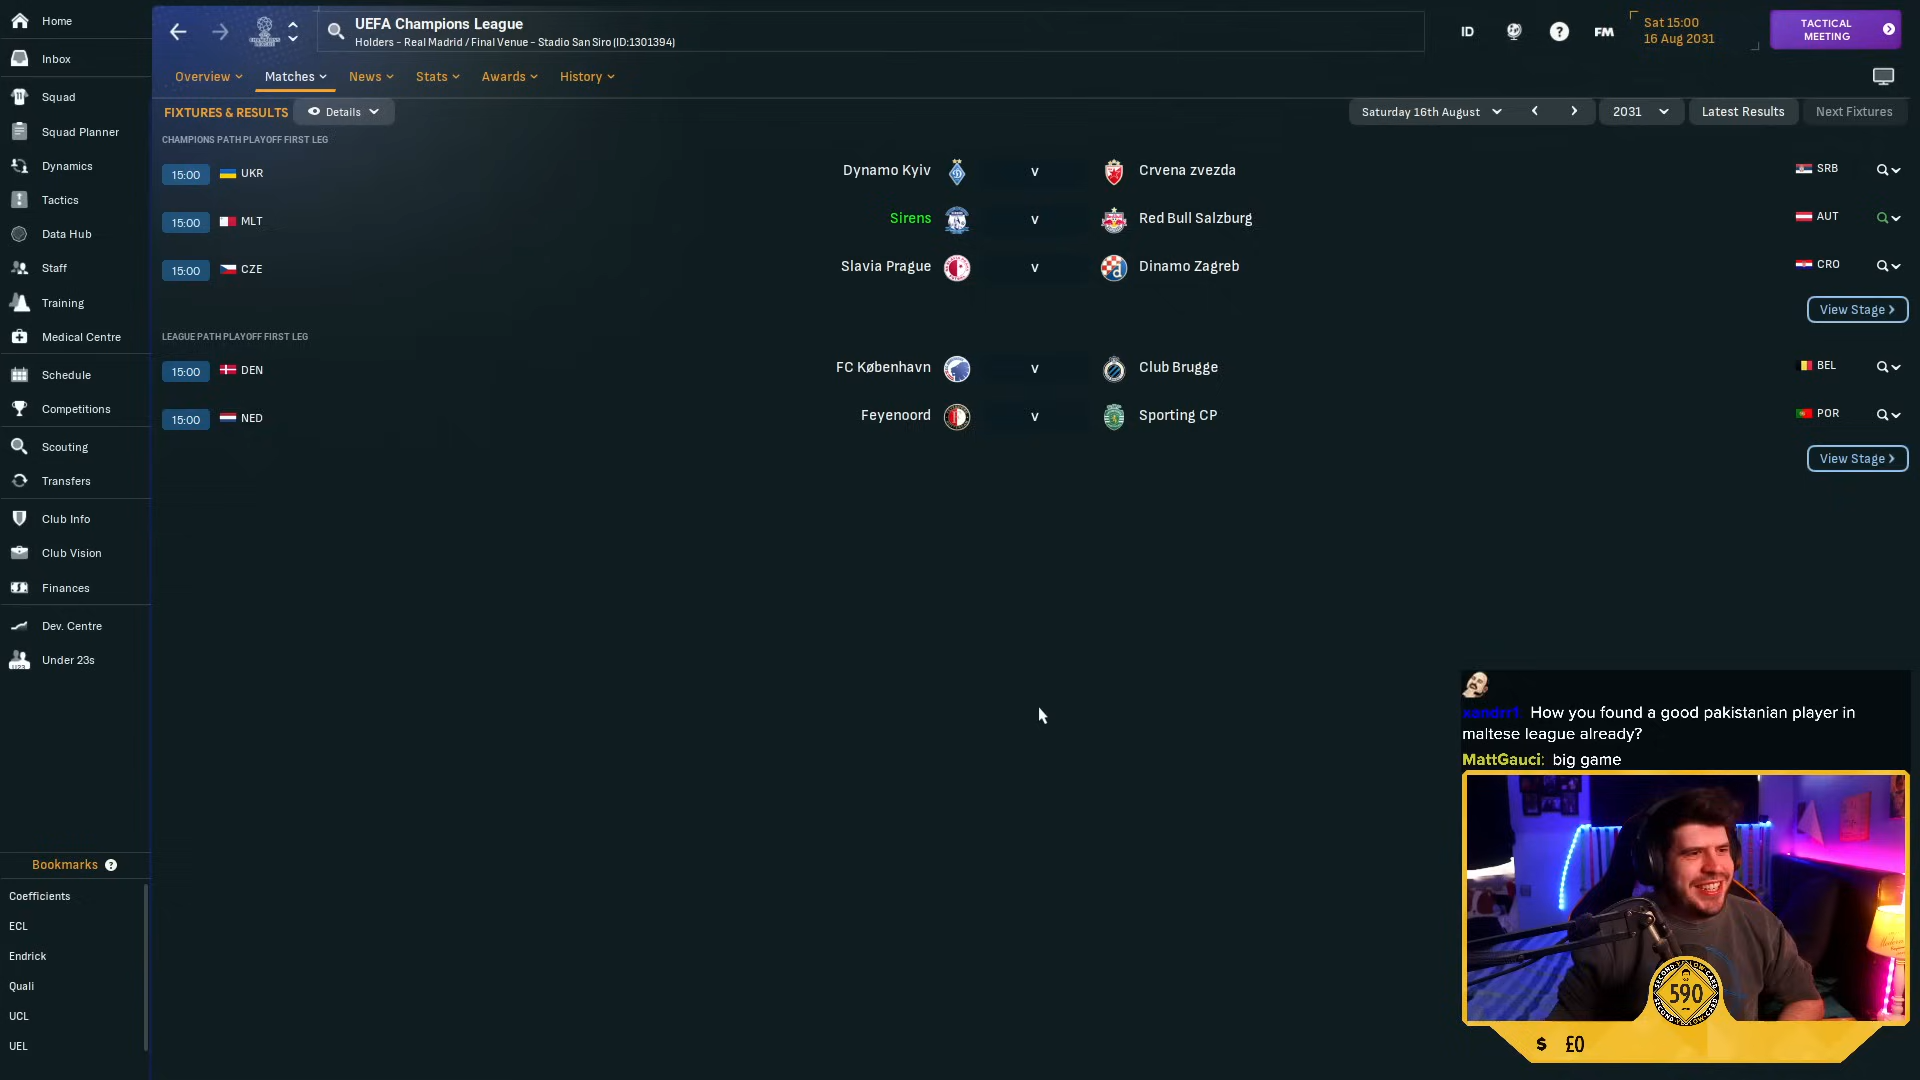 Home
Inbox
Squad
Squad Planner
Dynamics
Tactics
Data Hub
Staff
Training
Medical Centre
Schedule
Competitions
Scouting
Transfers
Club Info
Club Vision
Finances
Dev. Centre
Under 23s
Bookmarks ?
Coefficients
ECL
Endrick
Quali
UCL
UEL
UEFA Champions League
Holders - Real Madrid / Final Venue - Stadio San Siro (ID:1301394)
ID ? FM
Sat 15:00
16 Aug 2031
TACTICAL
MEETING
Overview Matches News Stats Awards History
FIXTURES & RESULTS Details Saturday 16th August 2031 Latest Results Next Fixtures
CHAMPIONS PATH PLAYOFF FIRST LEG
15:00 UKR Dynamo Kyiv v Crvena zvezda SRB
15:00 MLT Sirens v Red Bull Salzburg AUT
15:00 CZE Slavia Prague v Dinamo Zagreb CRO
View Stage >
LEAGUE PATH PLAYOFF FIRST LEG
15:00 DEN FC København v Club Brugge BEL
15:00 NED Feyenoord v Sporting CP POR
View Stage >
xandrr1: How you found a good pakistanian player in
maltese league already?
MattGauci: big game
SECOND YELLOW CARD
590
$ £0